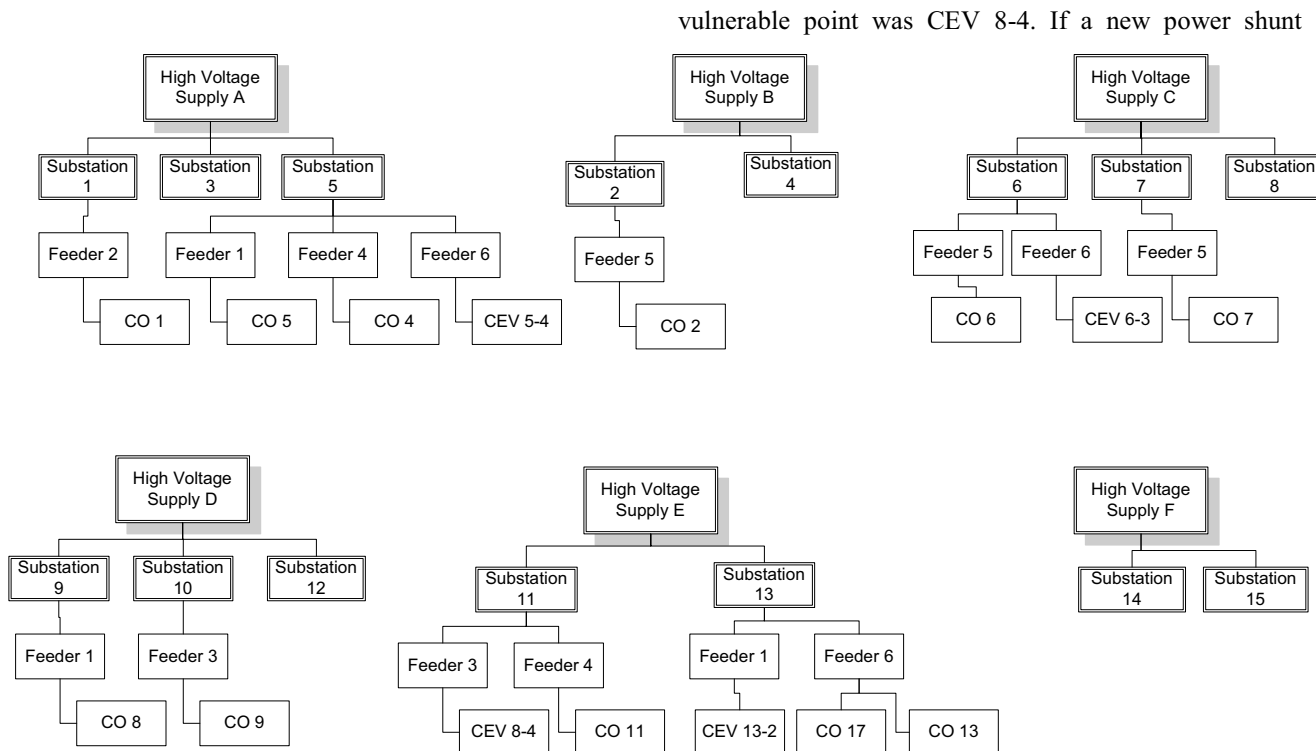 vulnerable point was CEV 8-4. If a new power shunt
High Voltage
Supply A
High Voltage
Supply B
High Voltage
Supply C
Substation
1
Substation
3
Substation
5
Substation
2
Substation
4
Substation
6
Substation
7
Substation
8
Feeder 2
Feeder 1
Feeder 4
Feeder 6
Feeder 5
Feeder 5
Feeder 6
Feeder 5
CO 1
CO 5
CO 4
CEV 5-4
CO 2
CO 6
CEV 6-3
CO 7
High Voltage
Supply D
High Voltage
Supply E
High Voltage
Supply F
Substation
9
Substation
10
Substation
12
Substation
11
Substation
13
Substation
14
Substation
15
Feeder 1
Feeder 3
Feeder 3
Feeder 4
Feeder 1
Feeder 6
CO 8
CO 9
CEV 8-4
CO 11
CEV 13-2
CO 17
CO 13